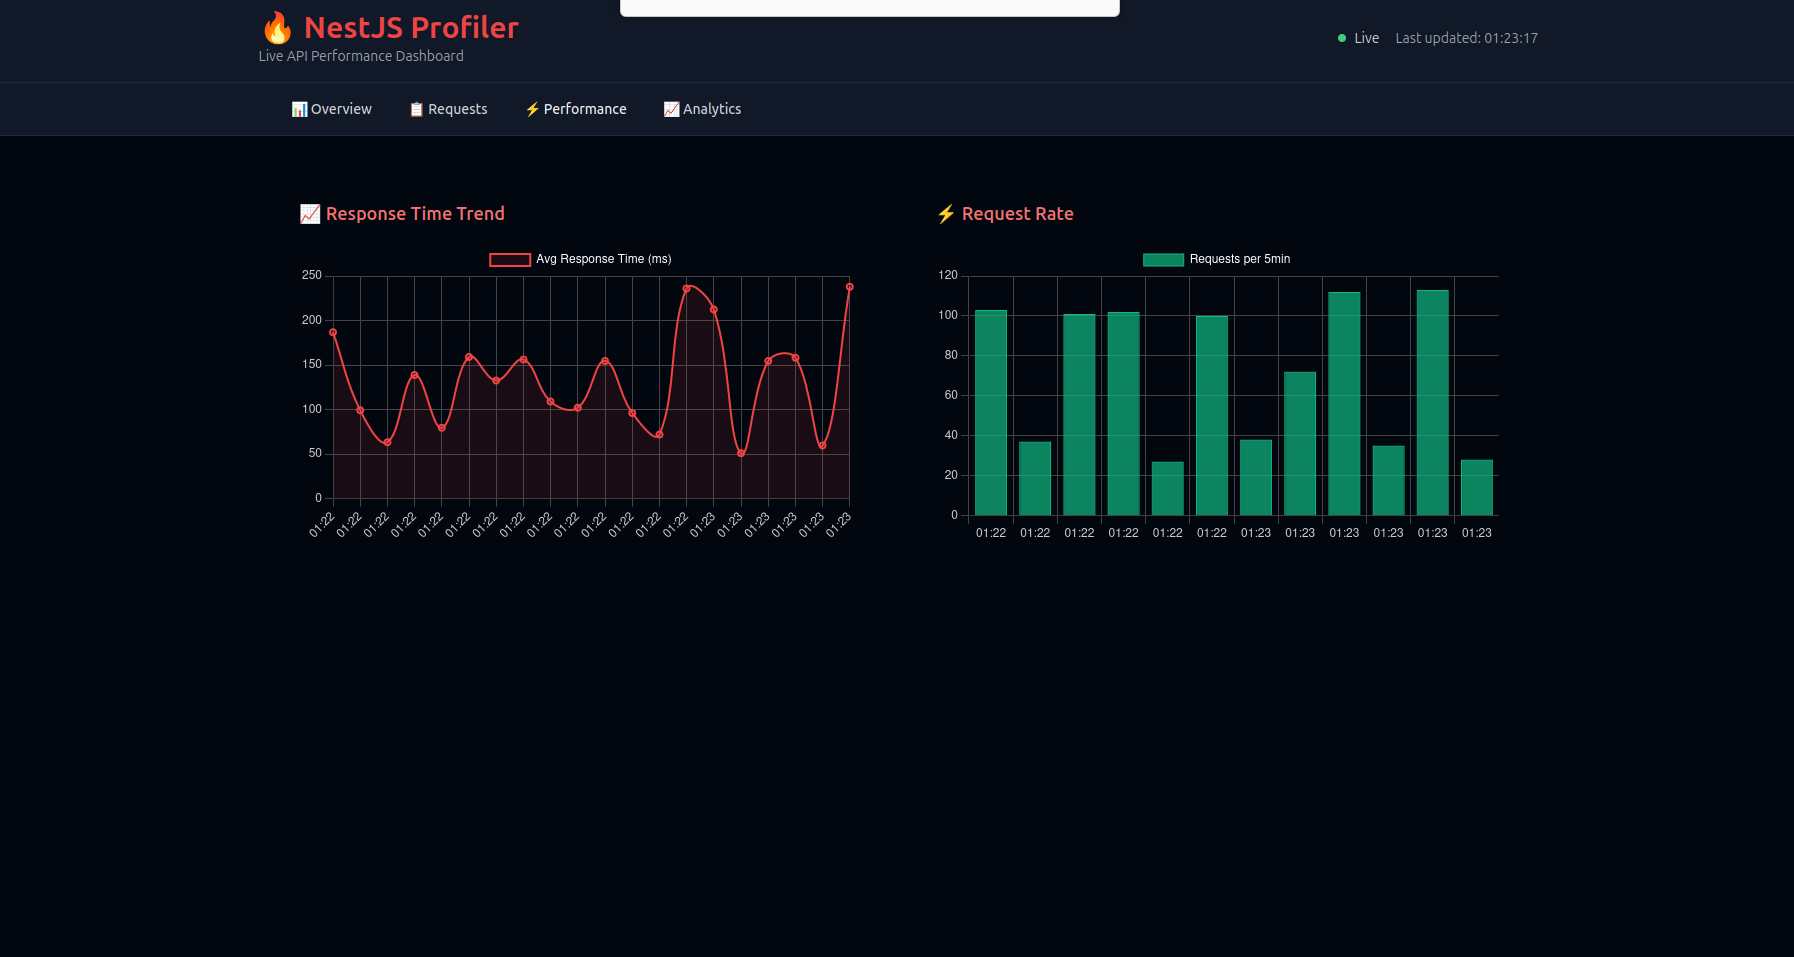 🔥 NestJS Profiler
Live API Performance Dashboard
Live Last updated: 01:23:17
📊 Overview 📋 Requests ⚡ Performance 📈 Analytics
📈 Response Time Trend
Avg Response Time (ms)
250
200
150
100
50
0
01:22 01:22 01:22 01:22 01:22 01:22 01:22 01:22 01:22 01:22 01:22 01:22 01:22 01:22 01:23 01:23 01:23 01:23 01:23 01:23
⚡ Request Rate
Requests per 5min
120
100
80
60
40
20
0
01:22 01:22 01:22 01:22 01:22 01:22 01:23 01:23 01:23 01:23 01:23 01:23